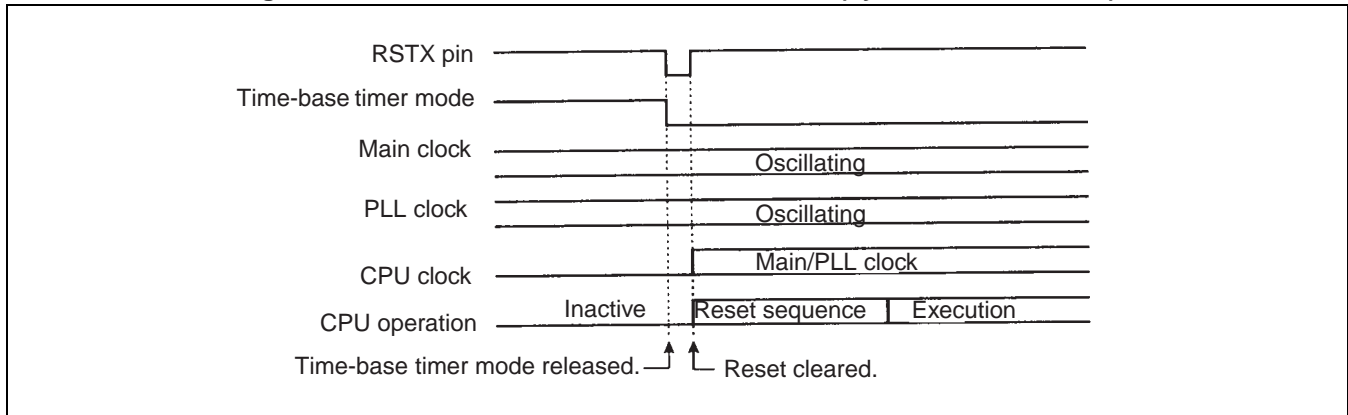 RSTX pin
Time-base timer mode
Main clock
Oscillating
PLL clock
Oscillating
CPU clock
Main/PLL clock
CPU operation
Inactive
Reset sequence
Execution
Time-base timer mode released.
Reset cleared.